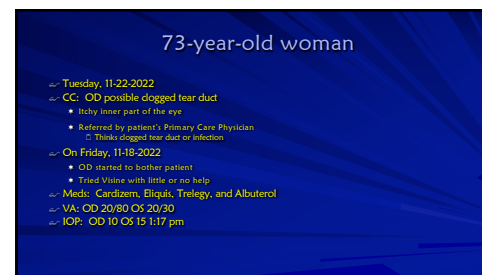 73-year-old woman
Tuesday, 11-22-2022
CC: OD possible clogged tear duct
Itchy inner part of the eye
Referred by patient's Primary Care Physician
Thinks clogged tear duct or infection
On Friday, 11-18-2022
OD started to bother patient
Tried Visine with little or no help
Meds: Cardizem, Eliquis, Trelegy, and Albuterol
VA: OD 20/80 OS 20/30
IOP: OD 10 OS 15 1:17 pm